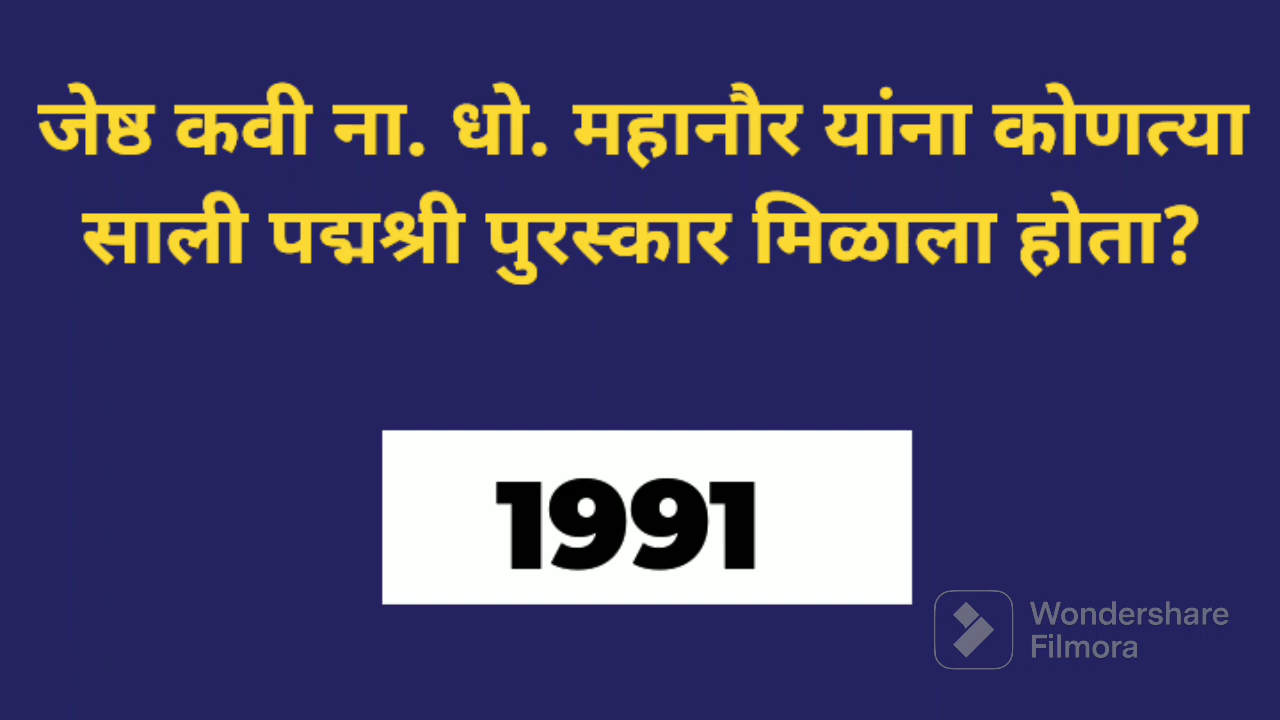 जेष्ठ कवी ना. धो. महानौर यांना कोणत्या
साली पद्मश्री पुरस्कार मिळाला होता?
1991
Wondershare
Filmora